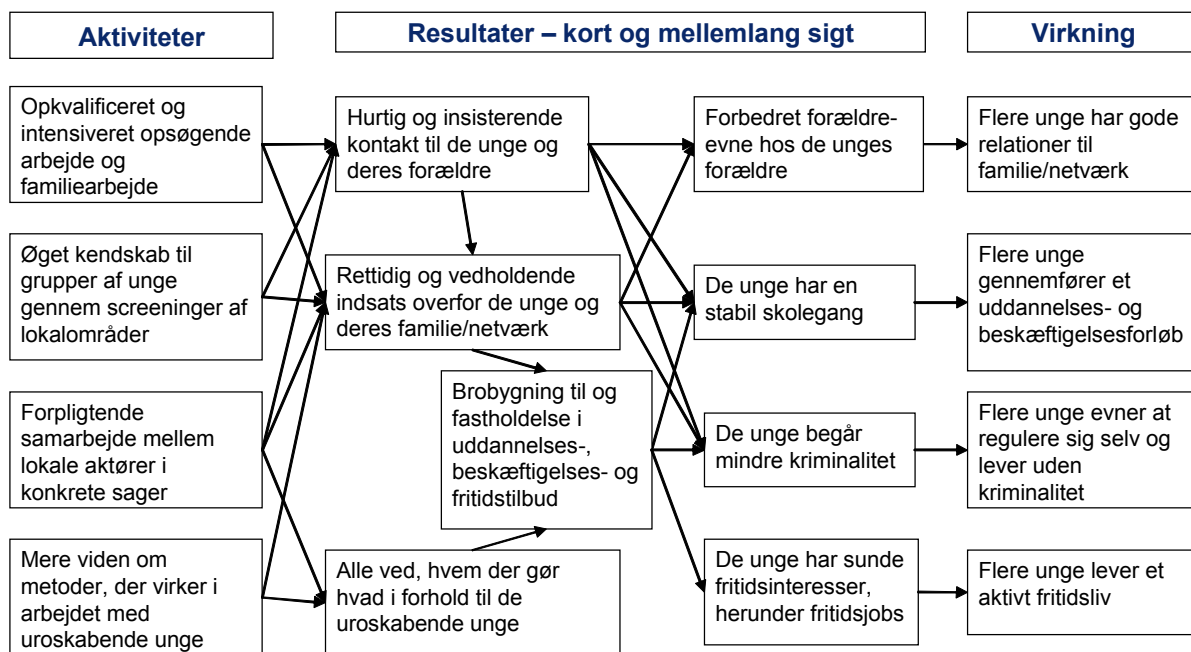 Aktiviteter
Resultater – kort og mellemlang sigt
Virkning
Opkvalificeret og
intensiveret opsøgende
arbejde og
familiearbejde
Øget kendskab til
grupper af unge
gennem screeninger af
lokalområder
Forpligtende
samarbejde mellem
lokale aktører i
konkrete sager
Mere viden om
metoder, der virker i
arbejdet med
uroskabende unge
Hurtig og insisterende
kontakt til de unge og
deres forældre
Rettidig og vedholdende
indsats overfor de unge og
deres familie/netværk
Brobygning til og
fastholdelse i
uddannelses-,
beskæftigelses- og
fritidstilbud
Alle ved, hvem der gør
hvad i forhold til de
uroskabende unge
Forbedret forældre-
evne hos de unges
forældre
De unge har en
stabil skolegang
De unge begår
mindre kriminalitet
De unge har sunde
fritidsinteresser,
herunder fritidsjobs
Flere unge har gode
relationer til
familie/netværk
Flere unge
gennemfører et
uddannelses- og
beskæftigelsesforløb
Flere unge evner at
regulere sig selv og
lever uden
kriminalitet
Flere unge lever et
aktivt fritidsliv